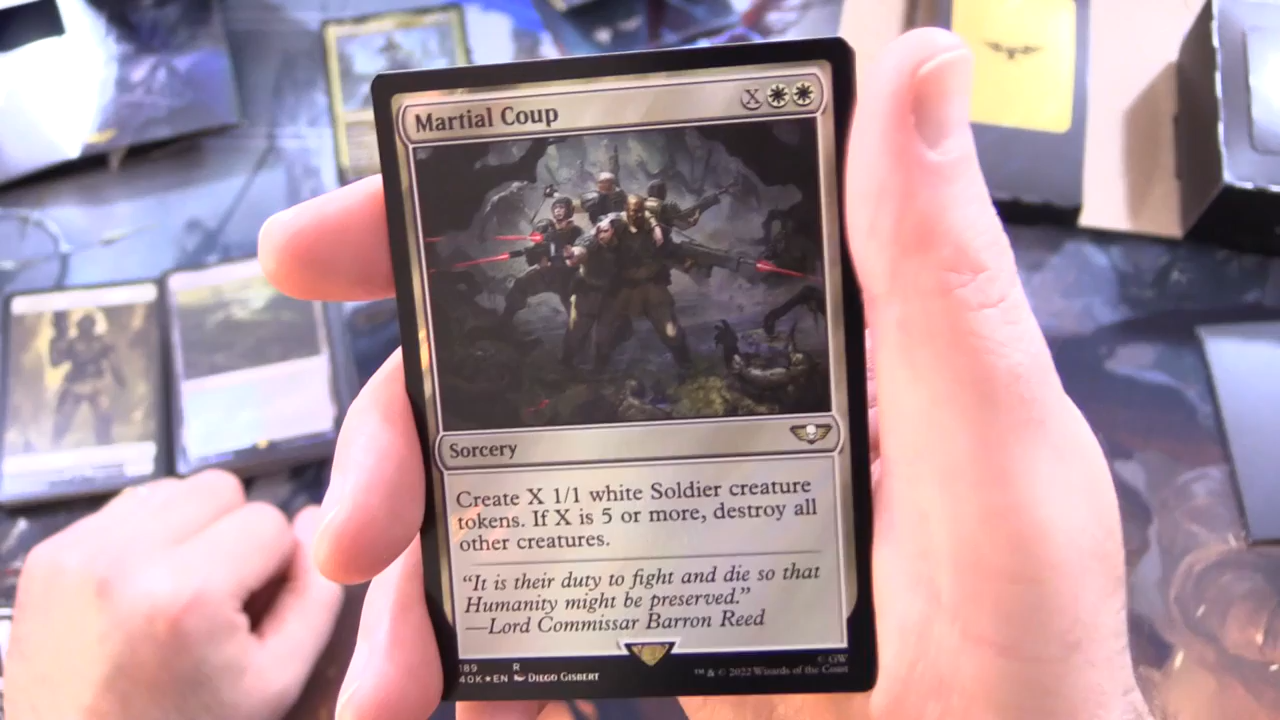 Martial Coup X
Sorcery
Create X 1/1 white Soldier creature
tokens. If X is 5 or more, destroy all
other creatures.
“It is their duty to fight and die so that
Humanity might be preserved.”
—Lord Commissar Barron Reed
189 R
40K★EN Diego Gisbert
© GW
™ & © 2022 Wizards of the Coast